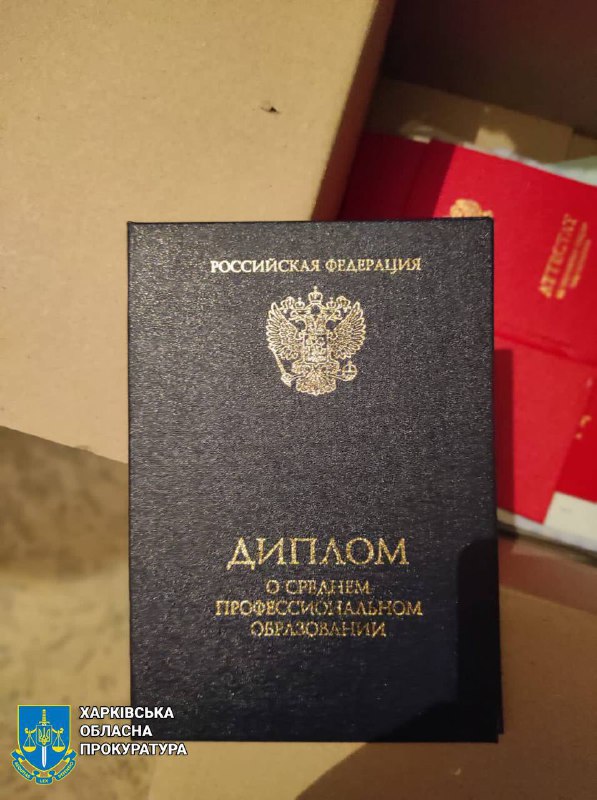 РОССИЙСКАЯ ФЕДЕРАЦИЯ
ДИПЛОМ
О СРЕДНЕМ
ПРОФЕССИОНАЛЬНОМ
ОБРАЗОВАНИИ
АТТЕСТАТ
ХАРКІВСЬКА
ОБЛАСНА
ПРОКУРАТУРА